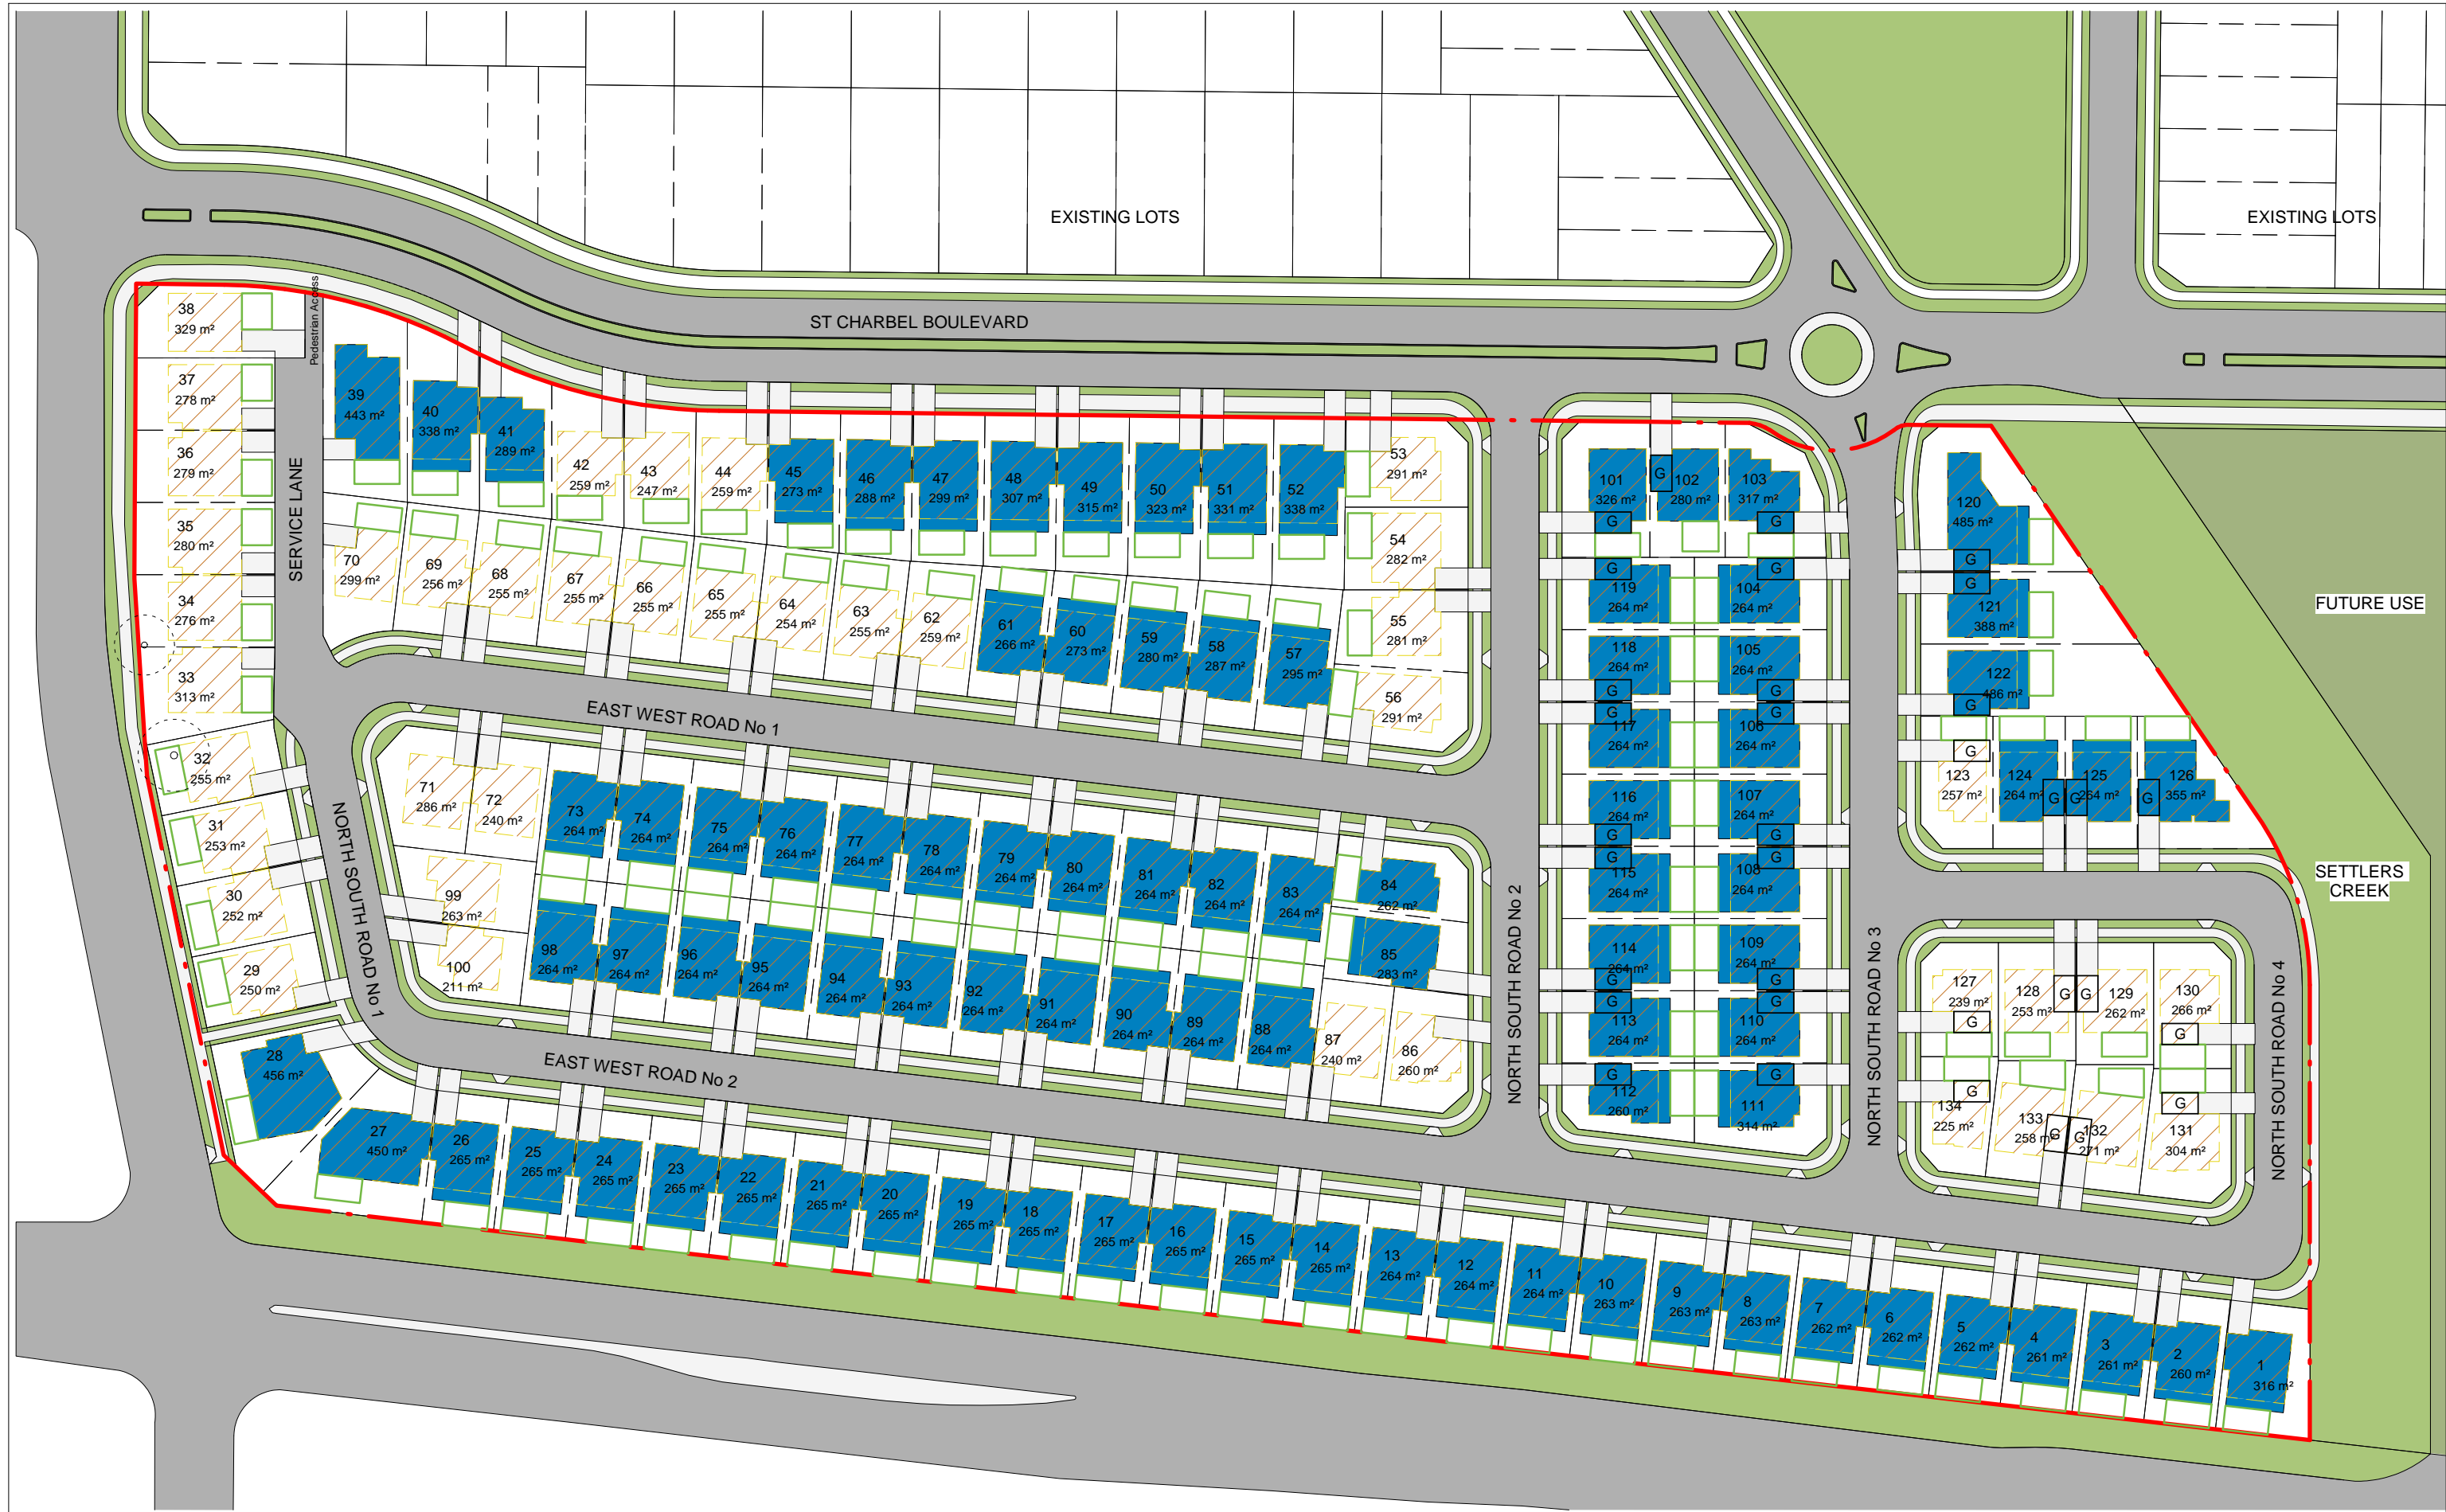 EXISTING LOTS
EXISTING LOTS
ST CHARBEL BOULEVARD
Pedestrian Access
SERVICE LANE
38
329 m²
37
278 m²
36
279 m²
35
280 m²
34
276 m²
33
313 m²
32
255 m²
31
253 m²
30
252 m²
29
250 m²
28
456 m²
39
443 m²
40
338 m²
41
289 m²
42
259 m²
43
247 m²
44
259 m²
45
273 m²
46
288 m²
47
299 m²
48
307 m²
49
315 m²
50
323 m²
51
331 m²
52
338 m²
53
291 m²
54
282 m²
55
281 m²
56
291 m²
70
299 m²
69
256 m²
68
255 m²
67
255 m²
66
255 m²
65
255 m²
64
254 m²
63
255 m²
62
259 m²
61
266 m²
60
273 m²
59
280 m²
58
287 m²
57
295 m²
EAST WEST ROAD No 1
NORTH SOUTH ROAD No 1
71
286 m²
72
240 m²
73
264 m²
74
264 m²
75
264 m²
76
264 m²
77
264 m²
78
264 m²
79
264 m²
80
264 m²
81
264 m²
82
264 m²
83
264 m²
84
262 m²
85
283 m²
99
263 m²
100
211 m²
98
264 m²
97
264 m²
96
264 m²
95
264 m²
94
264 m²
93
264 m²
92
264 m²
91
264 m²
90
264 m²
89
264 m²
88
264 m²
87
240 m²
86
260 m²
EAST WEST ROAD No 2
27
450 m²
26
265 m²
25
265 m²
24
265 m²
23
265 m²
22
265 m²
21
265 m²
20
265 m²
19
265 m²
18
265 m²
17
265 m²
16
265 m²
15
265 m²
14
265 m²
13
264 m²
12
264 m²
11
264 m²
10
263 m²
9
263 m²
8
263 m²
7
262 m²
6
262 m²
5
262 m²
4
261 m²
3
261 m²
2
260 m²
1
316 m²
NORTH SOUTH ROAD No 2
101
326 m²
G
G
102
280 m²
103
317 m²
G
G
119
264 m²
G
104
264 m²
118
264 m²
G
105
264 m²
G
G
117
264 m²
G
106
264 m²
116
264 m²
G
107
264 m²
G
G
115
264 m²
G
108
264 m²
114
264 m²
G
109
264 m²
G
G
113
264 m²
G
110
264 m²
G
112
260 m²
G
111
314 m²
NORTH SOUTH ROAD No 3
120
485 m²
G
G
121
388 m²
122
486 m²
G
G
123
257 m²
124
264 m²
G
G
125
264 m²
G
126
355 m²
127
239 m²
G
128
253 m²
G
G
129
262 m²
130
266 m²
G
G
134
225 m²
133
258 m²
G
G
132
271 m²
G
131
304 m²
NORTH SOUTH ROAD No 4
FUTURE USE
SETTLERS
CREEK